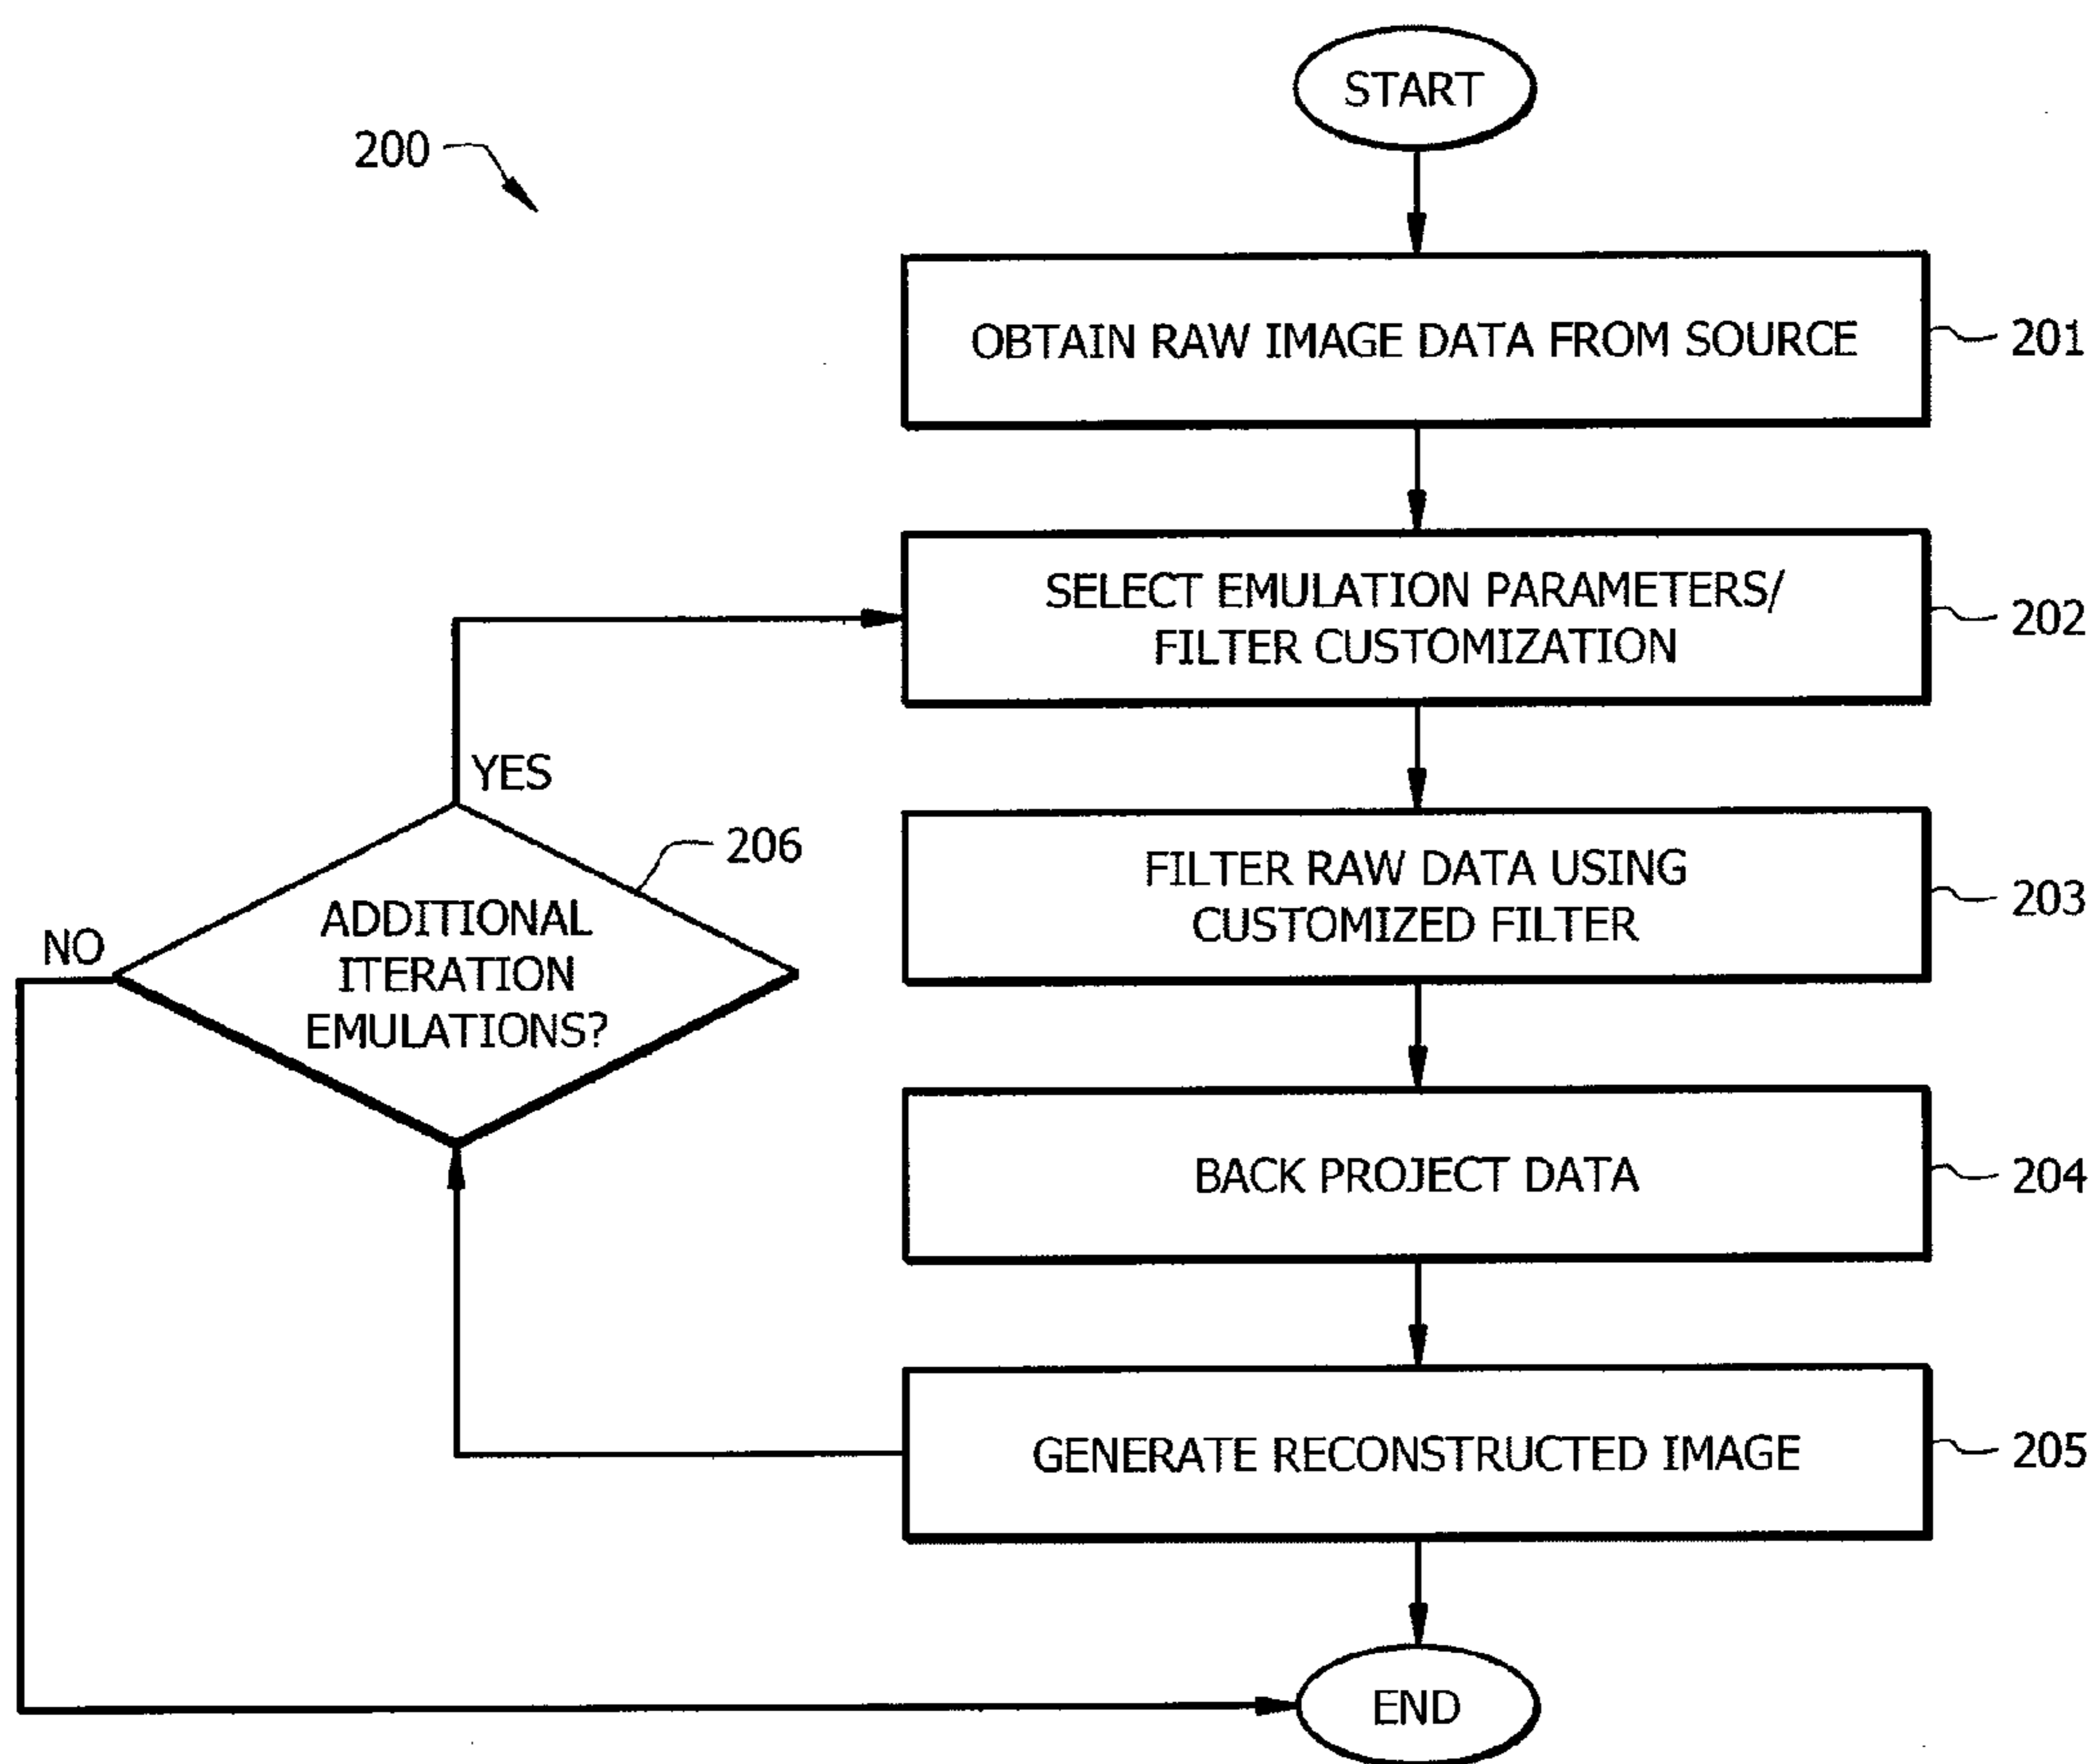 START
200
OBTAIN RAW IMAGE DATA FROM SOURCE
201
SELECT EMULATION PARAMETERS/
FILTER CUSTOMIZATION
202
YES
FILTER RAW DATA USING
CUSTOMIZED FILTER
203
206
ADDITIONAL
ITERATION
EMULATIONS?
NO
BACK PROJECT DATA
204
GENERATE RECONSTRUCTED IMAGE
205
END